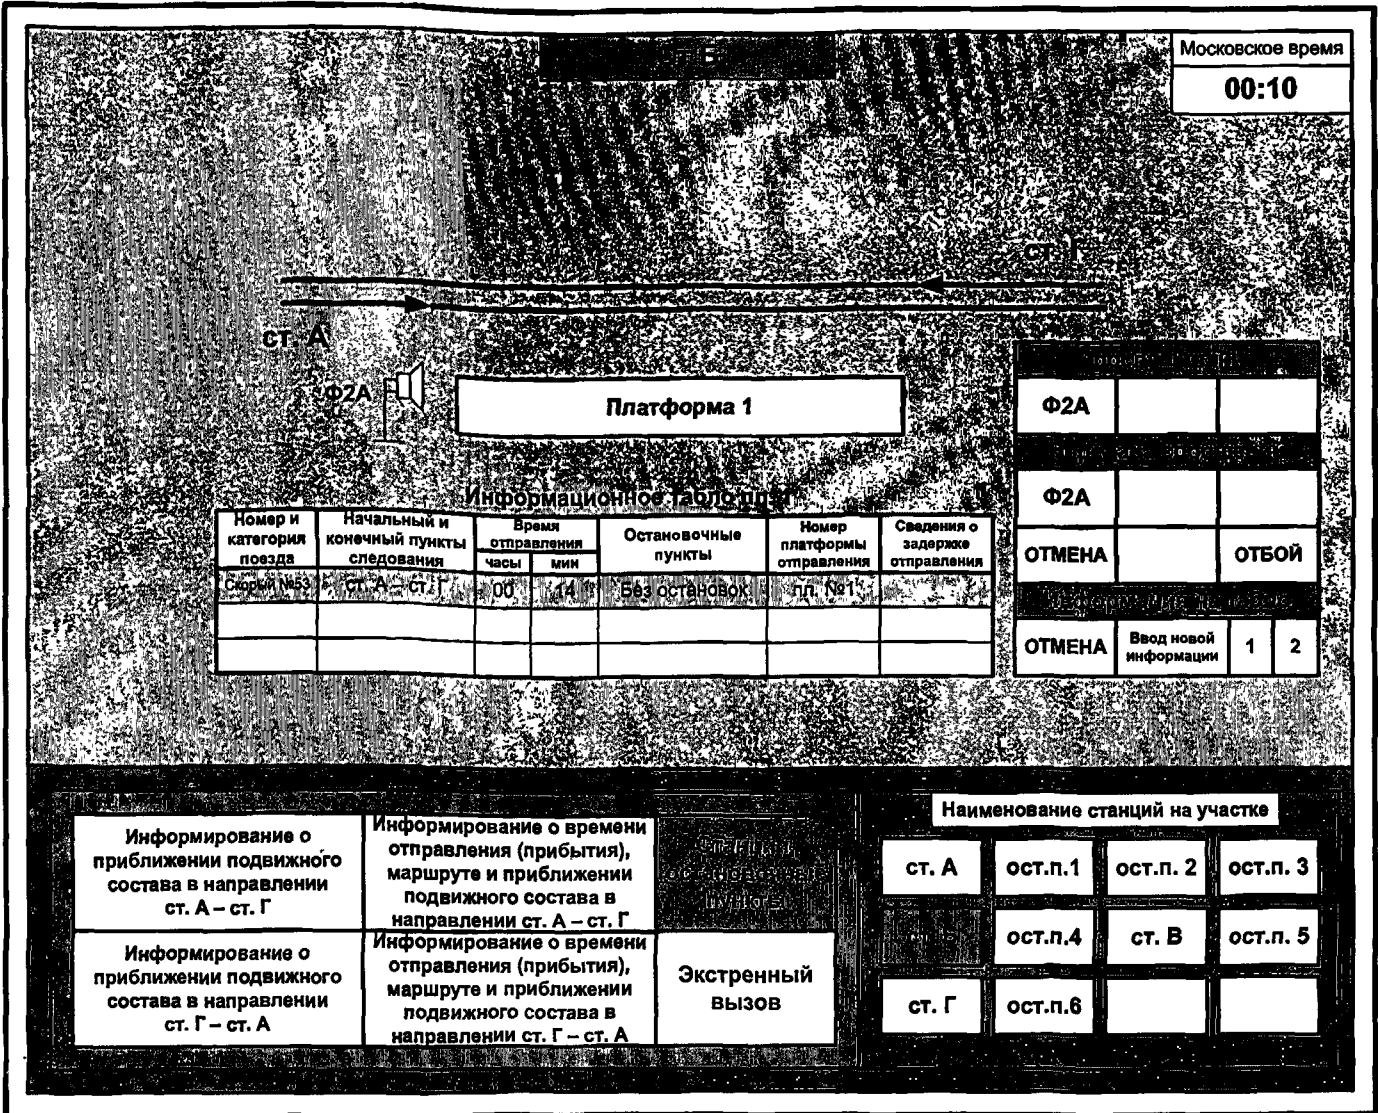 Б
Московское время
00:10
ст. Г
ст. А
Ф2А
Платформа 1
Ф2А
Ф2А
ОТМЕНА
ОТБОЙ
ОТМЕНА
Ввод новой
информации
1
2
Информационное табло пл. 1
Номер и
категория
поезда
Начальный и
конечный пункты
следования
Время
отправления
часы
мин
Остановочные
пункты
Номер
платформы
отправления
Сведения о
задержке
отправления
Скорый №53
ст. А – ст. Г
00
14
Без остановок
пл. №1
Информирование о
приближении подвижного
состава в направлении
ст. А – ст. Г
Информирование о времени
отправления (прибытия),
маршруте и приближении
подвижного состава в
направлении ст. А – ст. Г
Станции и
остановочные
пункты
Информирование о
приближении подвижного
состава в направлении
ст. Г – ст. А
Информирование о времени
отправления (прибытия),
маршруте и приближении
подвижного состава в
направлении ст. Г – ст. А
Экстренный
вызов
Наименование станций на участке
ст. А
ост.п.1
ост.п. 2
ост.п. 3
ост.п.4
ст. В
ост.п. 5
ст. Г
ост.п.6